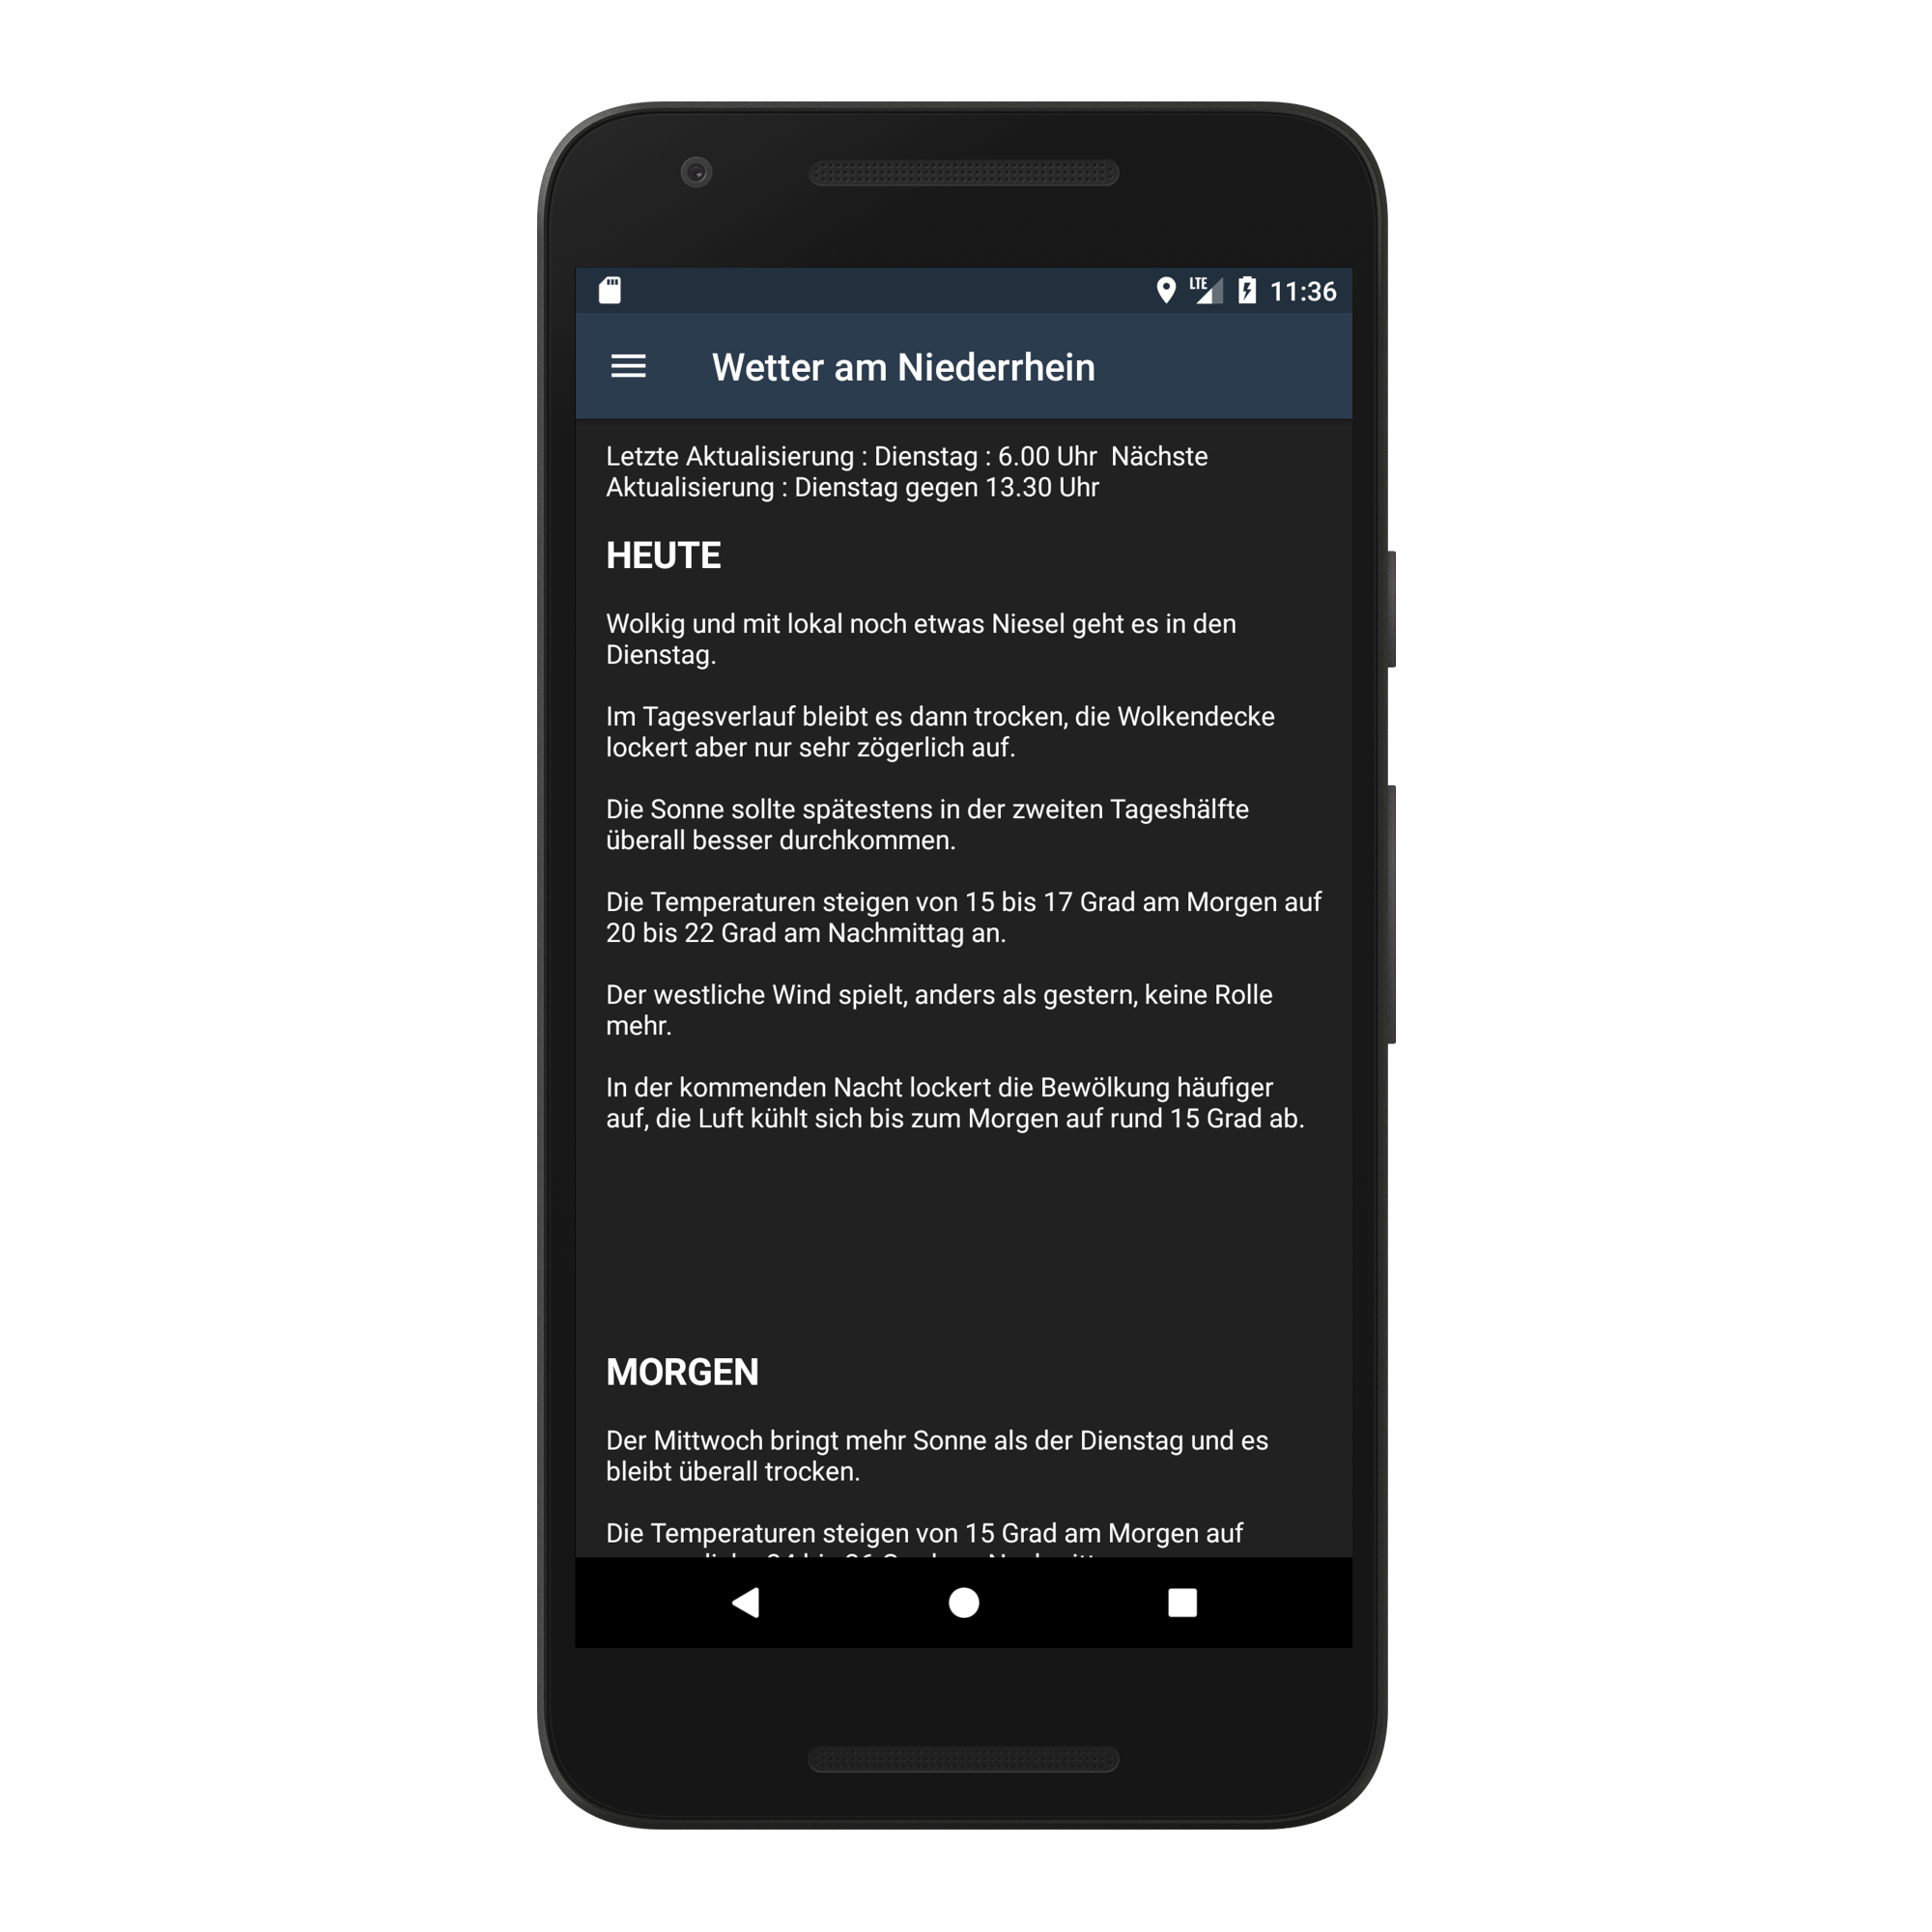 LTE 11:36
Wetter am Niederrhein
Letzte Aktualisierung : Dienstag : 6.00 Uhr  Nächste
Aktualisierung : Dienstag gegen 13.30 Uhr
HEUTE
Wolkig und mit lokal noch etwas Niesel geht es in den
Dienstag.
Im Tagesverlauf bleibt es dann trocken, die Wolkendecke
lockert aber nur sehr zögerlich auf.
Die Sonne sollte spätestens in der zweiten Tageshälfte
überall besser durchkommen.
Die Temperaturen steigen von 15 bis 17 Grad am Morgen auf
20 bis 22 Grad am Nachmittag an.
Der westliche Wind spielt, anders als gestern, keine Rolle
mehr.
In der kommenden Nacht lockert die Bewölkung häufiger
auf, die Luft kühlt sich bis zum Morgen auf rund 15 Grad ab.
MORGEN
Der Mittwoch bringt mehr Sonne als der Dienstag und es
bleibt überall trocken.
Die Temperaturen steigen von 15 Grad am Morgen auf